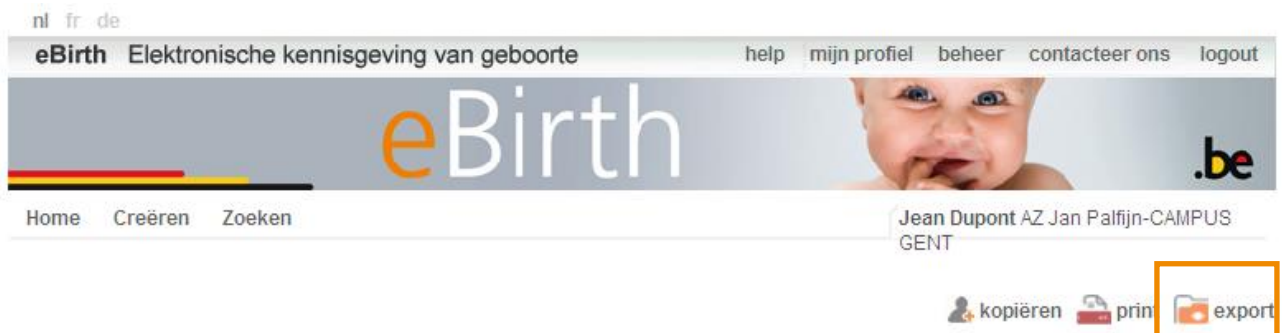 nl fr de
eBirth Elektronische kennisgeving van geboorte help mijn profiel beheer contacteer ons logout
eBirth
.be
Home Creëren Zoeken
Jean Dupont AZ Jan Palfijn-CAMPUS
GENT
kopiëren print export